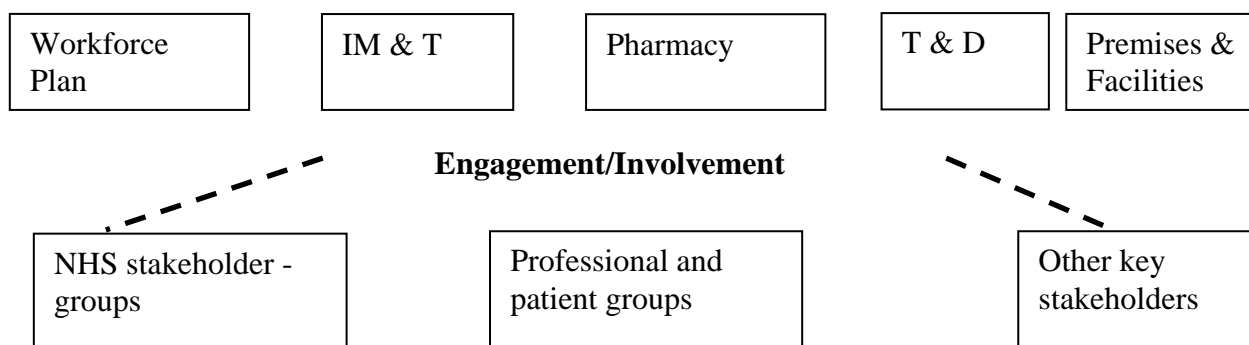 Workforce
Plan
IM & T
Pharmacy
T & D
Premises &
Facilities
Engagement/Involvement
NHS stakeholder -
groups
Professional and
patient groups
Other key
stakeholders